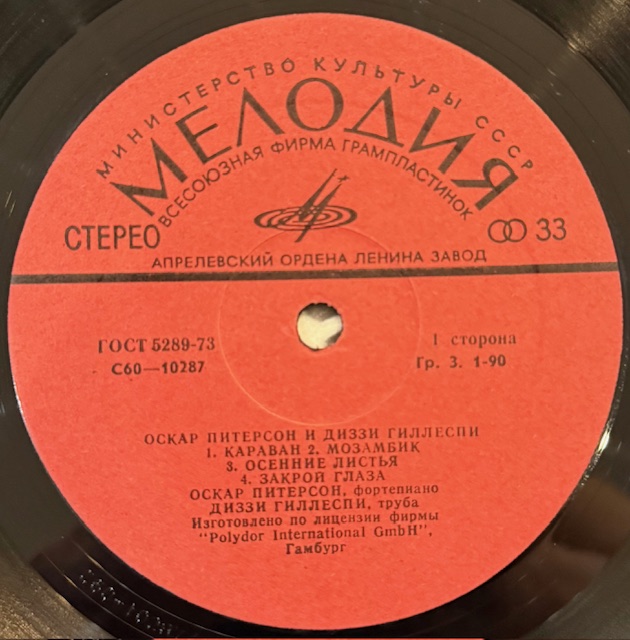 МИНИСТЕРСТВО КУЛЬТУРЫ СССР
МЕЛОДИЯ
ВСЕСОЮЗНАЯ ФИРМА ГРАМПЛАСТИНОК
СТЕРЕО
33
АПРЕЛЕВСКИЙ ОРДЕНА ЛЕНИНА ЗАВОД
ГОСТ 5289-73
С60—10287
1 сторона
Гр. 3. 1-90
ОСКАР ПИТЕРСОН И ДИЗЗИ ГИЛЛЕСПИ
1. КАРАВАН 2. МОЗАМБИК
3. ОСЕННИЕ ЛИСТЬЯ
4. ЗАКРОЙ ГЛАЗА
ОСКАР ПИТЕРСОН, фортепиано
ДИЗЗИ ГИЛЛЕСПИ, труба
Изготовлено по лицензии фирмы
"Polydor International GmbH",
Гамбург